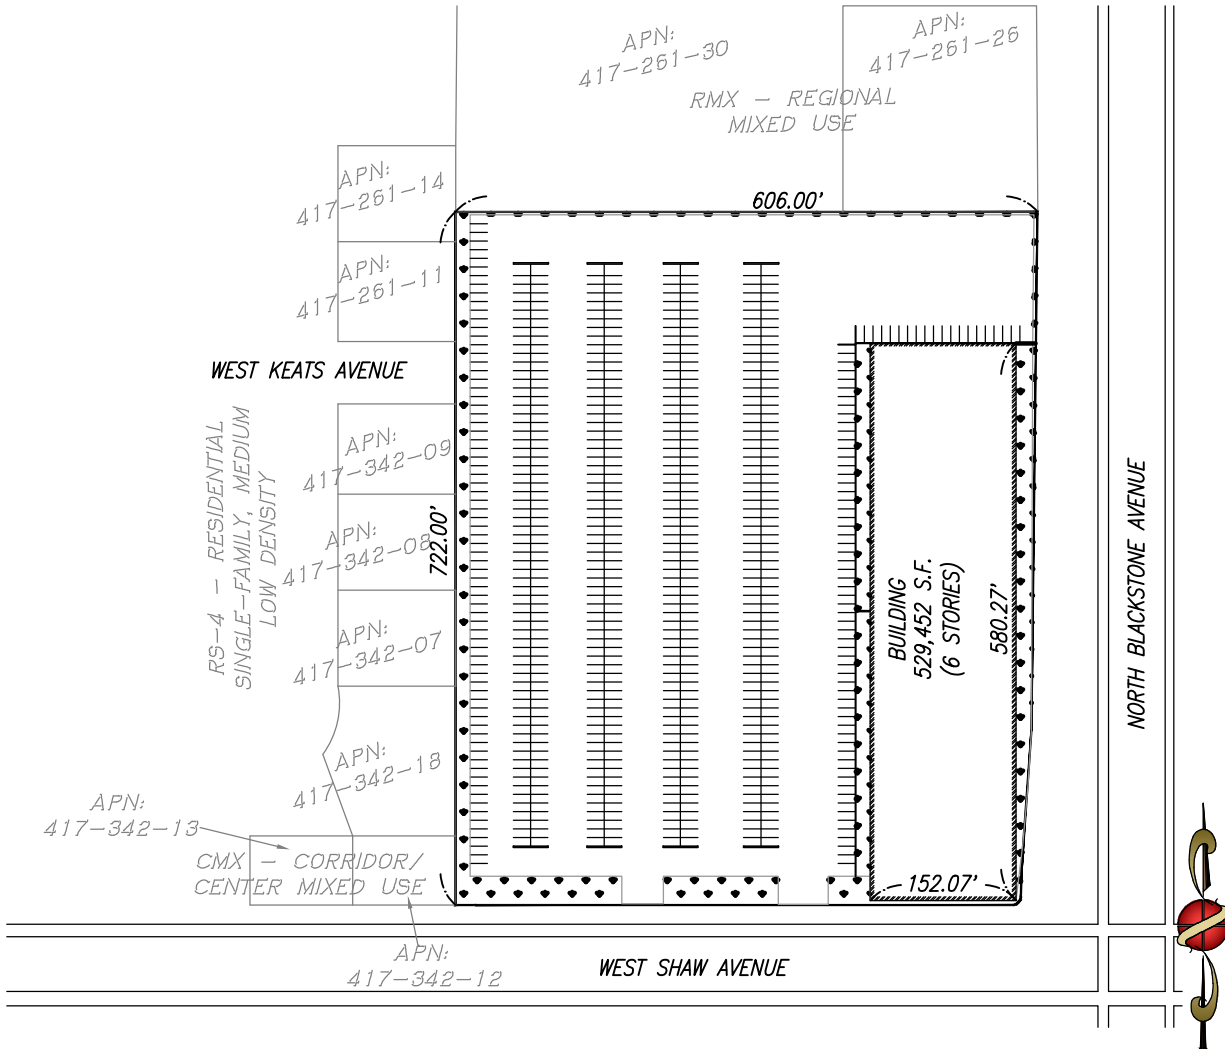 APN:
417-261-30
APN:
417-261-26
RMX - REGIONAL
MIXED USE
APN:
417-261-14
606.00'
APN:
417-261-11
WEST KEATS AVENUE
RS-4 - RESIDENTIAL
SINGLE-FAMILY, MEDIUM
LOW DENSITY
APN:
417-342-09
722.00'
APN:
417-342-08
APN:
417-342-07
APN:
417-342-18
APN:
417-342-13
CMX - CORRIDOR/
CENTER MIXED USE
APN:
417-342-12
BUILDING
529,452 S.F.
(6 STORIES)
580.27'
152.07'
NORTH BLACKSTONE AVENUE
WEST SHAW AVENUE